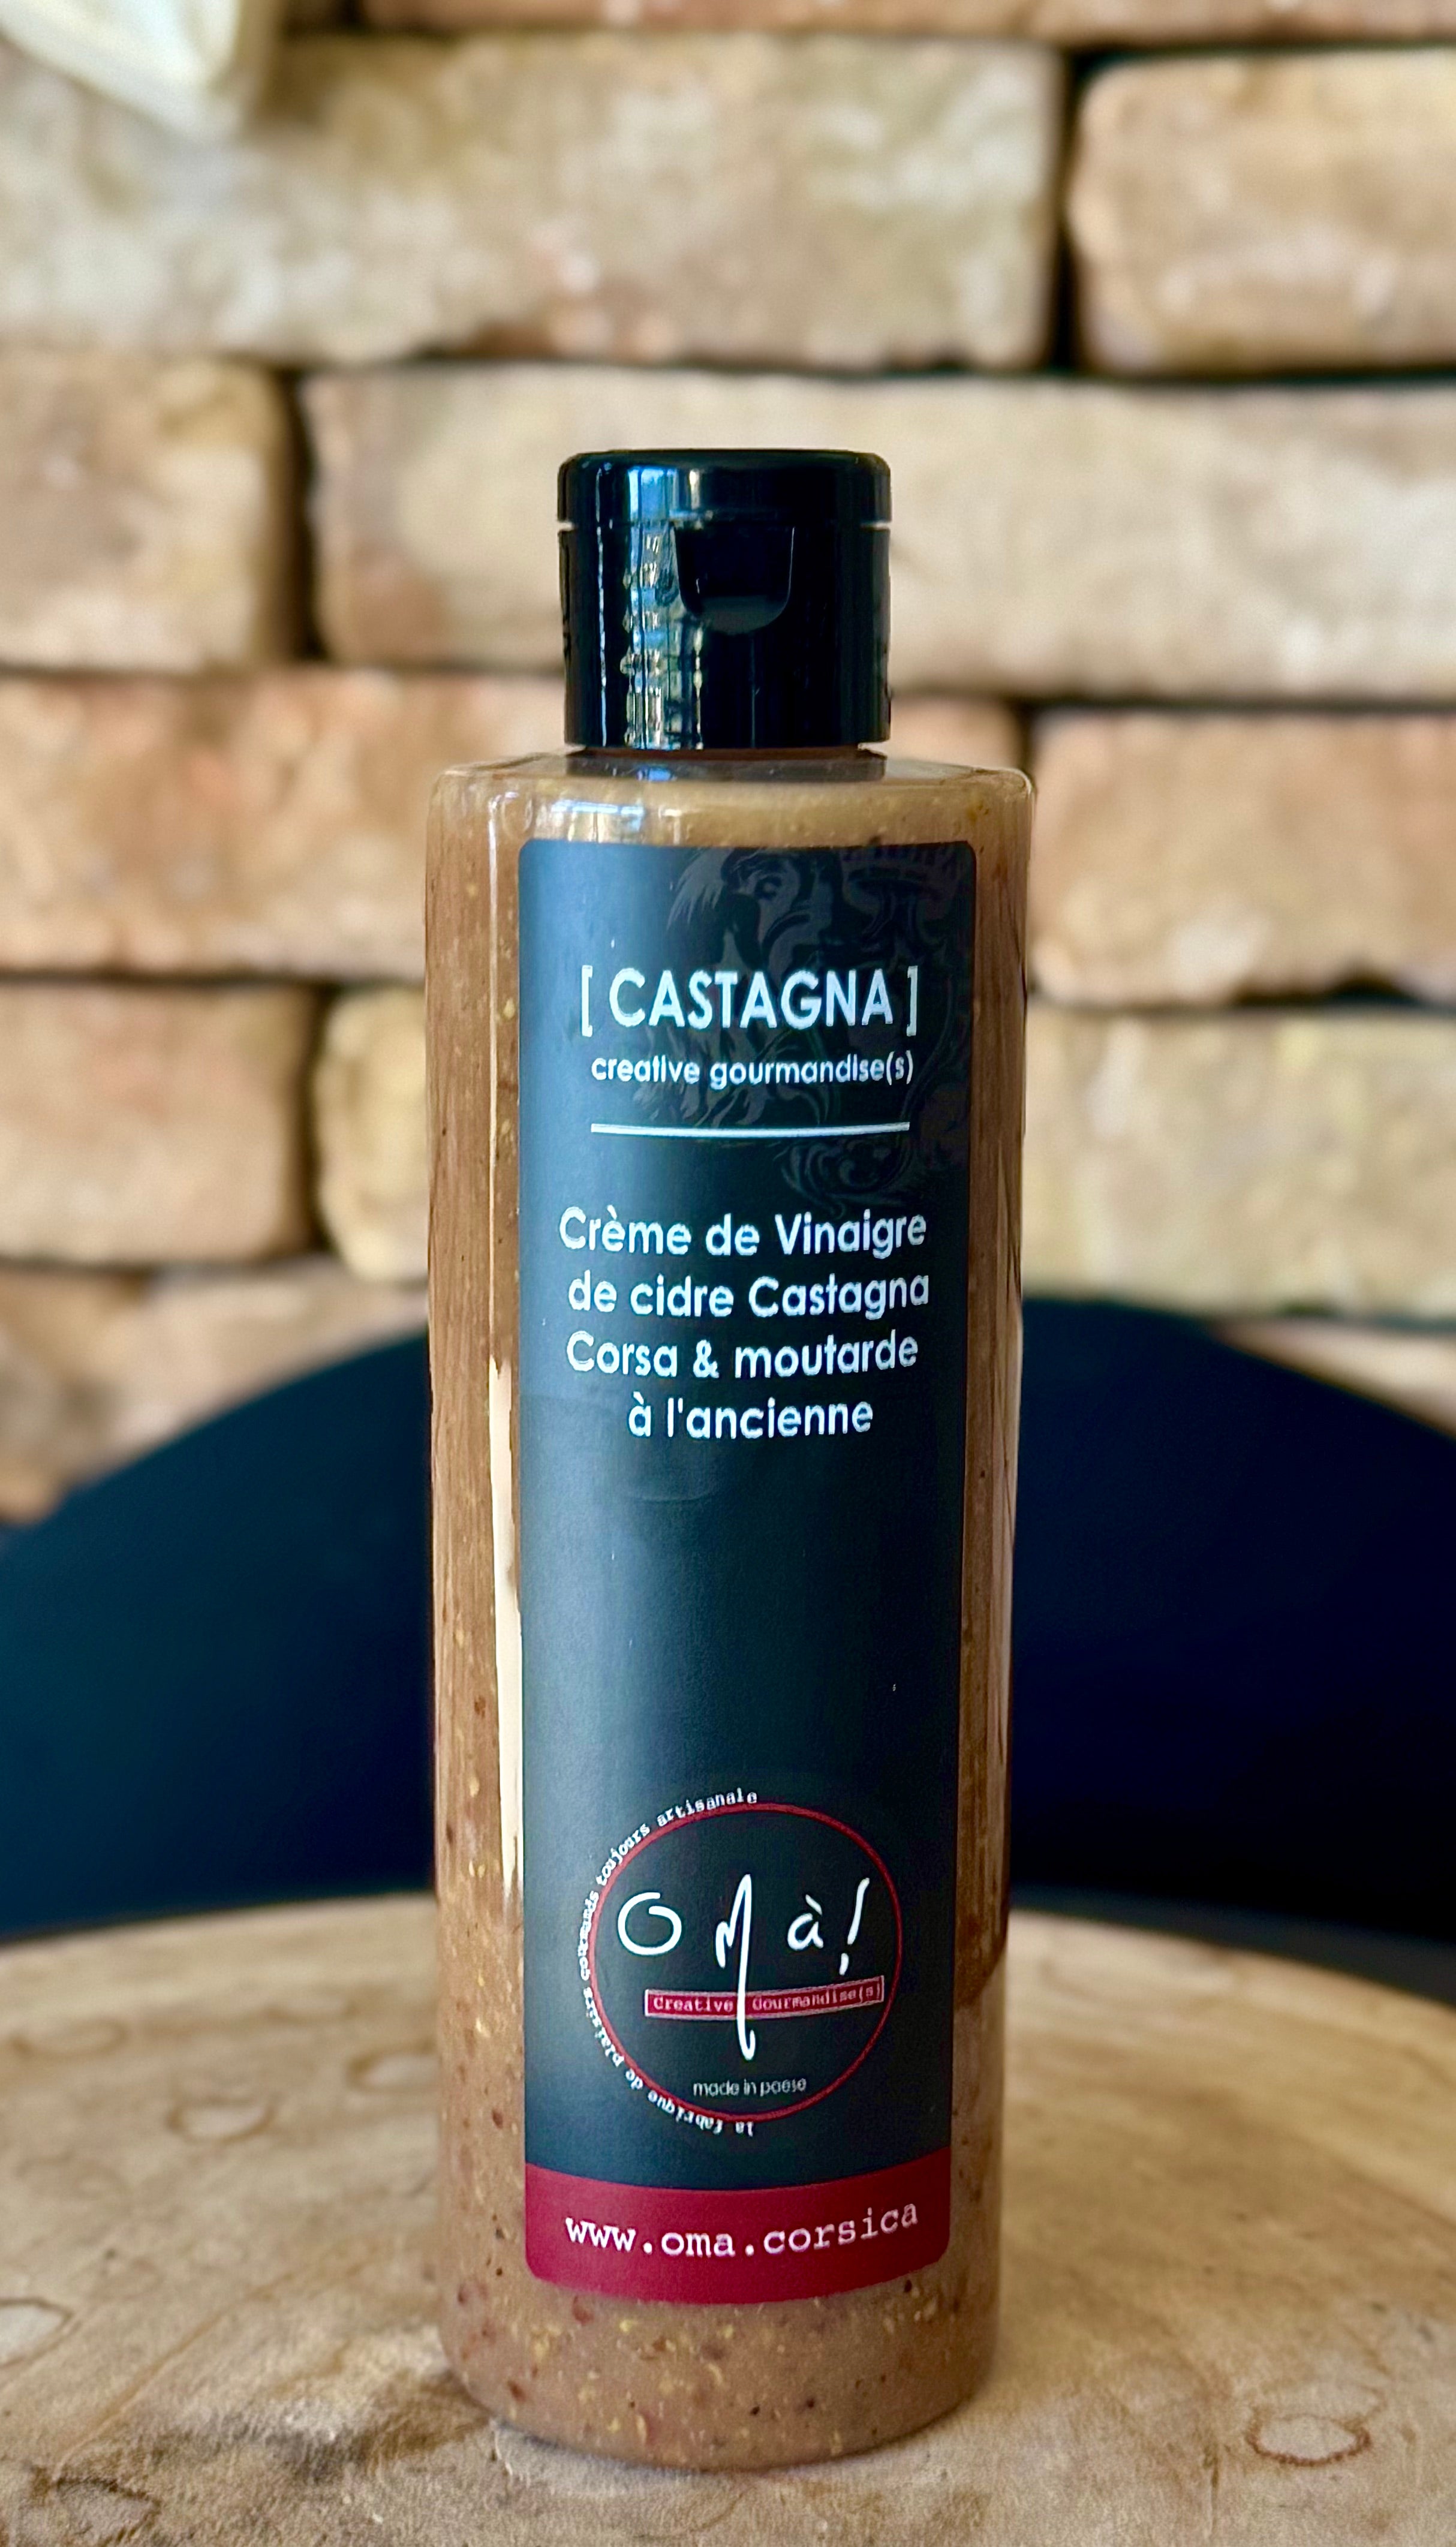 [ CASTAGNA ]
creative gourmandise(s)
Crème de Vinaigre
de cidre Castagna
Corsa & moutarde
à l'ancienne
la fabrique de plaisirs gourmands toujours artisanale
O Mà!
Creative Gourmandise(s)
made in paese
www.oma.corsica